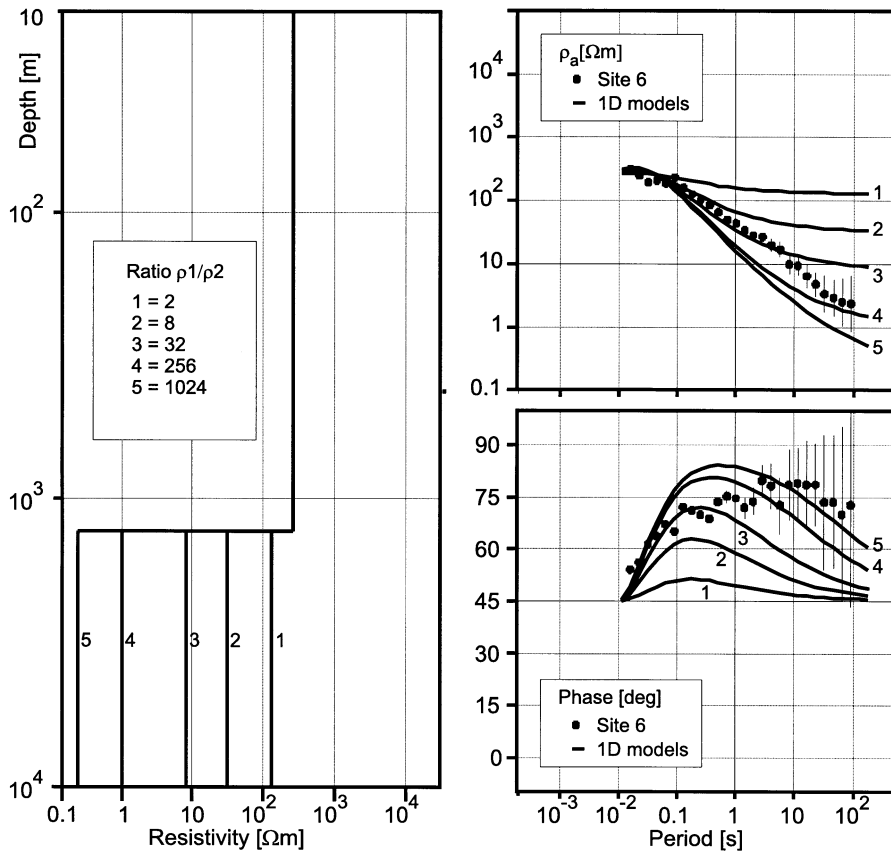 10
10²
10³
10⁴
Depth [m]
Ratio ρ1/ρ2
1 = 2
2 = 8
3 = 32
4 = 256
5 = 1024
5
4
3
2
1
0.1
1
10
10²
10³
10⁴
Resistivity [Ωm]
10⁴
10³
10²
10
1
0.1
ρa[Ωm]
Site 6
1D models
1
2
3
4
5
90
75
60
45
30
15
0
3
2
1
5
4
Phase [deg]
Site 6
1D models
10⁻³
10⁻²
0.1
1
10
10²
Period [s]